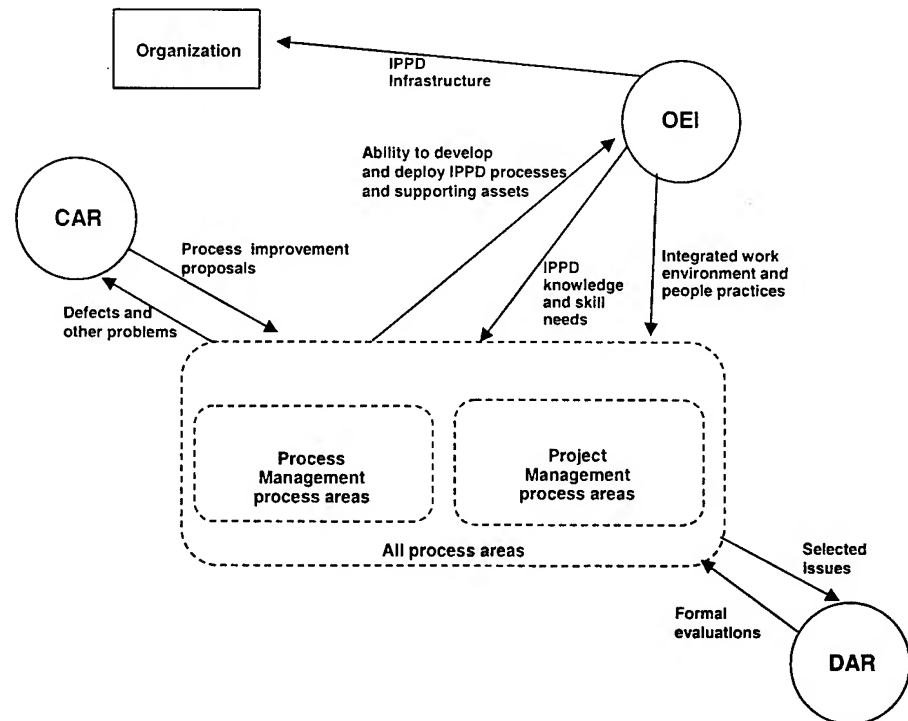 Organization
IPPD
Infrastructure
OEI
Ability to develop
and deploy IPPD processes
and supporting assets
CAR
Process improvement
proposals
IPPD
knowledge
and skill
needs
Integrated work
environment and
people practices
Defects and
other problems
Process
Management
process areas
Project
Management
process areas
All process areas
Selected
issues
Formal
evaluations
DAR